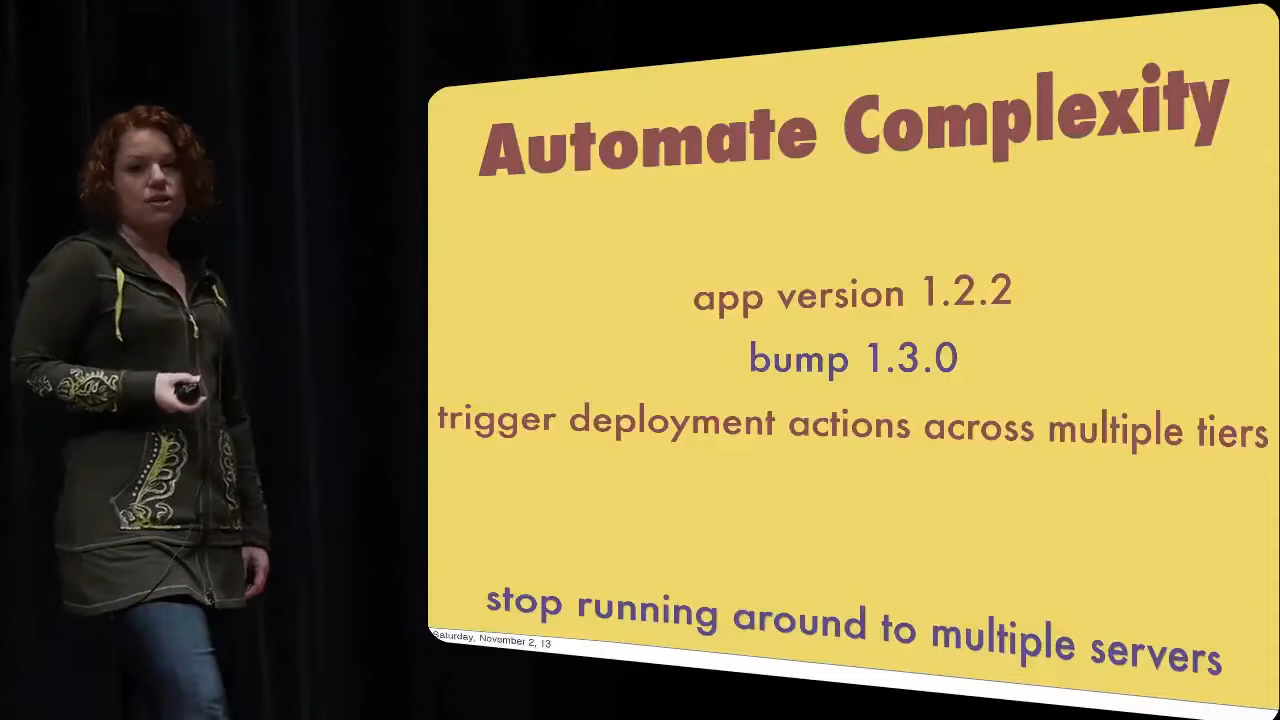 Automate Complexity
app version 1.2.2
bump 1.3.0
trigger deployment actions across multiple tiers
stop running around to multiple servers
Saturday, November 2, 13